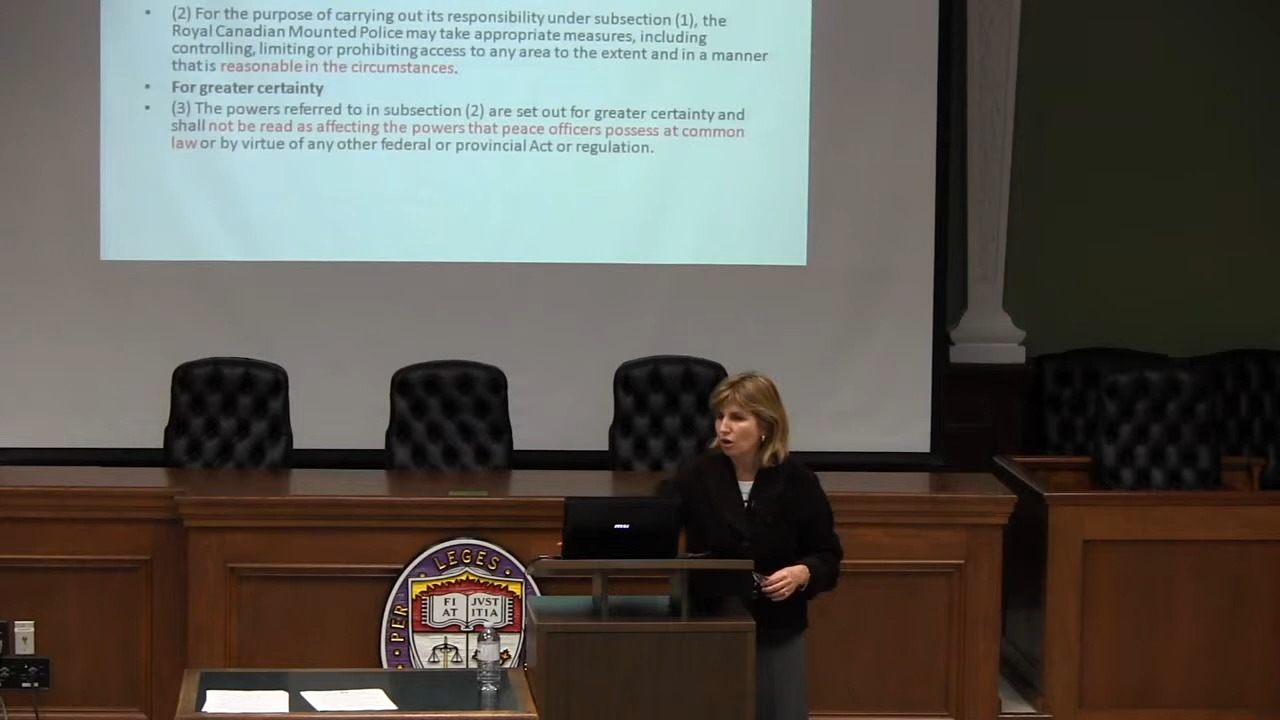 (2) For the purpose of carrying out its responsibility under subsection (1), the
Royal Canadian Mounted Police may take appropriate measures, including
controlling, limiting or prohibiting access to any area to the extent and in a manner
that is reasonable in the circumstances.
For greater certainty
(3) The powers referred to in subsection (2) are set out for greater certainty and
shall not be read as affecting the powers that peace officers possess at common
law or by virtue of any other federal or provincial Act or regulation.
msi
PER LEGES
FI JVST
AT ITIA